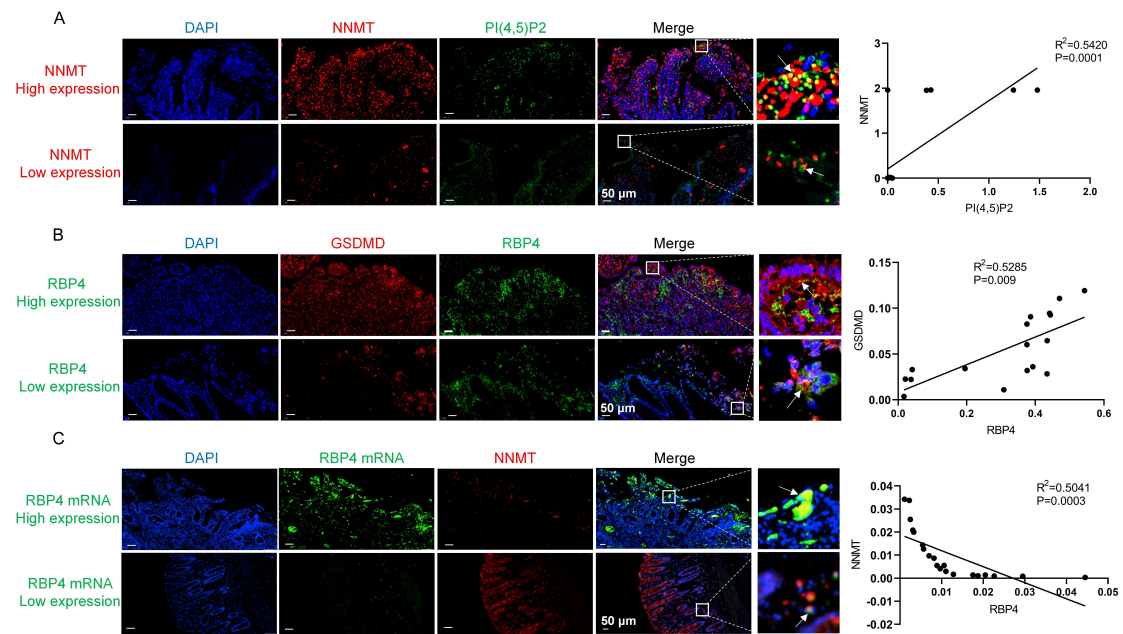 A
DAPI NNMT PI(4,5)P2 Merge
NNMT
High expression
NNMT
Low expression
50 μm
R²=0.5420
P=0.0001
3
2
1
0
NNMT
0.0 0.5 1.0 1.5 2.0
PI(4,5)P2
B
DAPI GSDMD RBP4 Merge
RBP4
High expression
RBP4
Low expression
50 μm
R²=0.5285
P=0.009
0.15
0.10
0.05
0.00
GSDMD
0.0 0.2 0.4 0.6
RBP4
C
DAPI RBP4 mRNA NNMT Merge
RBP4 mRNA
High expression
RBP4 mRNA
Low expression
50 μm
R²=0.5041
P=0.0003
0.04
0.03
0.02
0.010
0.000
-0.01
-0.02
NNMT
0.01 0.02 0.03 0.04 0.05
RBP4